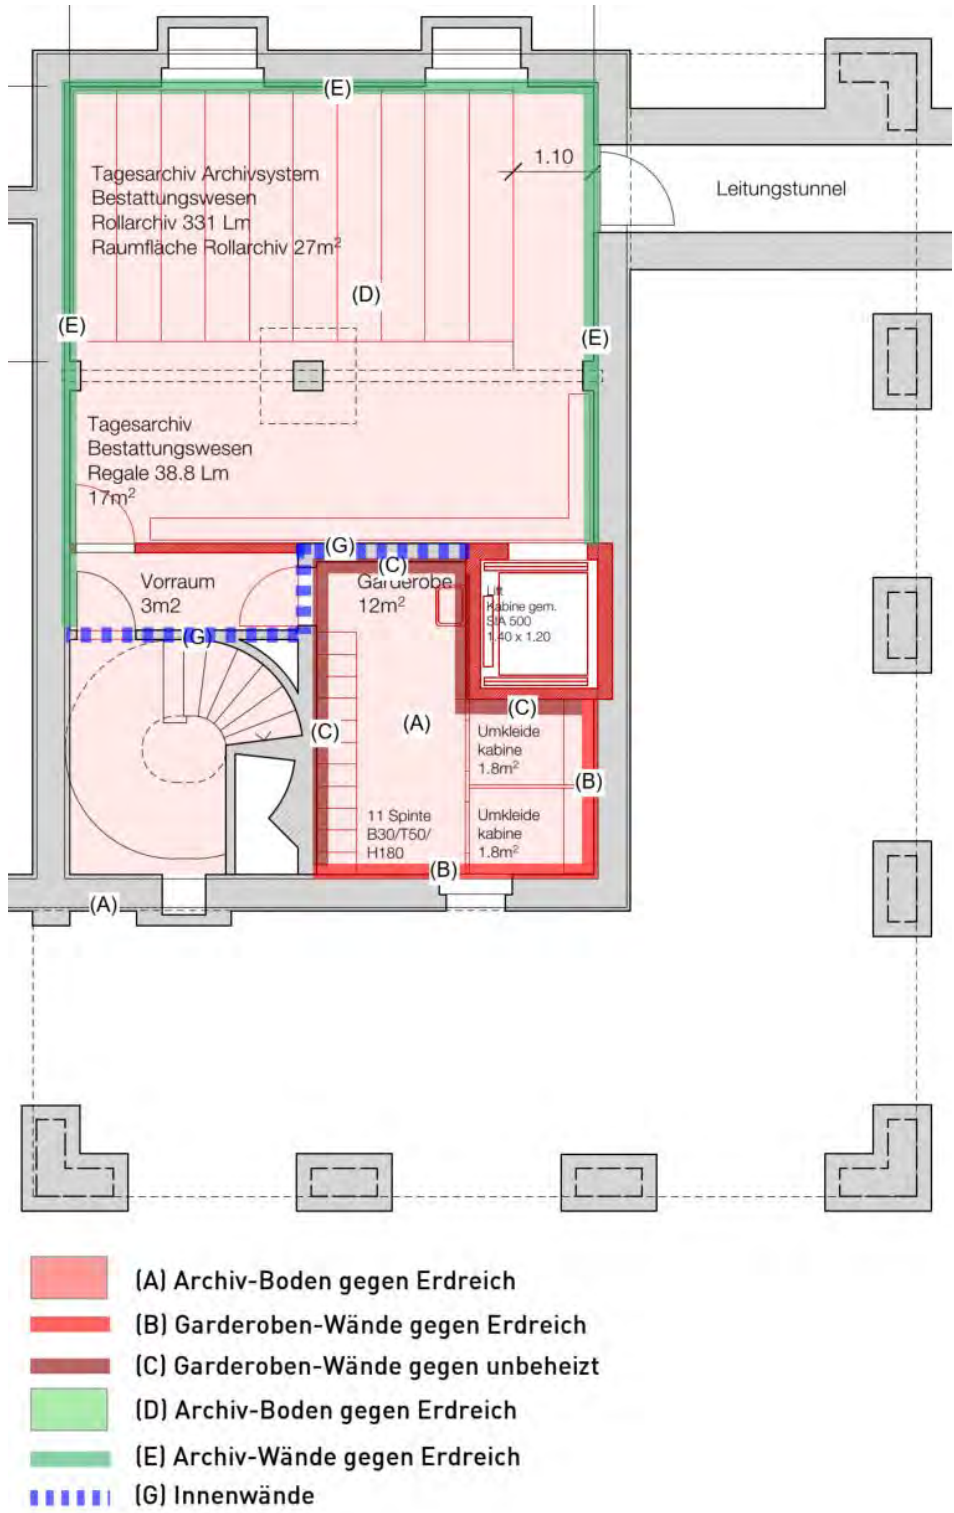 (E)
1.10
Tagesarchiv Archivsystem
Bestattungswesen
Rollarchiv 331 Lm
Raumfläche Rollarchiv 27m²
Leitungstunnel
(D)
(E)
(E)
Tagesarchiv
Bestattungswesen
Regale 38.8 Lm
17m²
(G)
(C)
Vorraum
3m2
Garderobe
12m²
Lift
Kabine gem.
SIA 500
1.40 x 1.20
(G)
(C)
(A)
(C)
Umkleide
kabine
1.8m²
(B)
11 Spinte
B30/T50/
H180
Umkleide
kabine
1.8m²
(B)
(A)
(A) Archiv-Boden gegen Erdreich
(B) Garderoben-Wände gegen Erdreich
(C) Garderoben-Wände gegen unbeheizt
(D) Archiv-Boden gegen Erdreich
(E) Archiv-Wände gegen Erdreich
(G) Innenwände